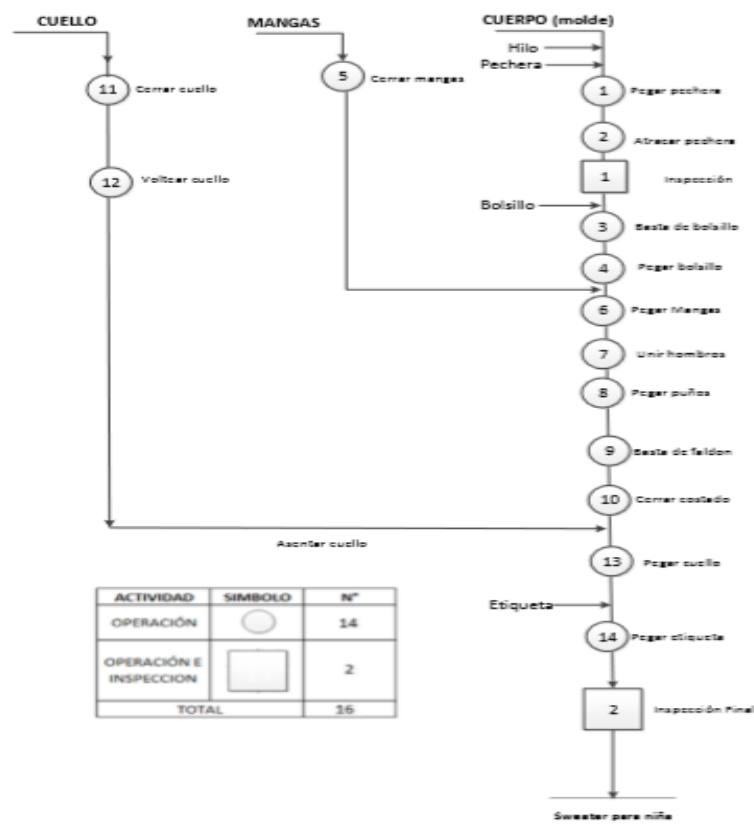 CUELLO
MANGAS
CUERPO (molde)
Hilo
Pechera
11 Cerrar cuello
5 Cerrar mangas
1 Pegar pechera
2 Atracar pechera
12 Voltear cuello
1 Inspección
Bolsillo
3 Basta de bolsillo
4 Pegar bolsillo
6 Pegar Mangas
7 Unir hombros
8 Pegar puños
9 Basta de faldon
10 Cerrar costado
Asentar cuello
13 Pegar cuello
Etiqueta
14 Pegar etiqueta
2 Inspección Final
Sweater para niña
ACTIVIDAD SIMBOLO N°
OPERACIÓN 14
OPERACIÓN E
INSPECCION 2
TOTAL 16